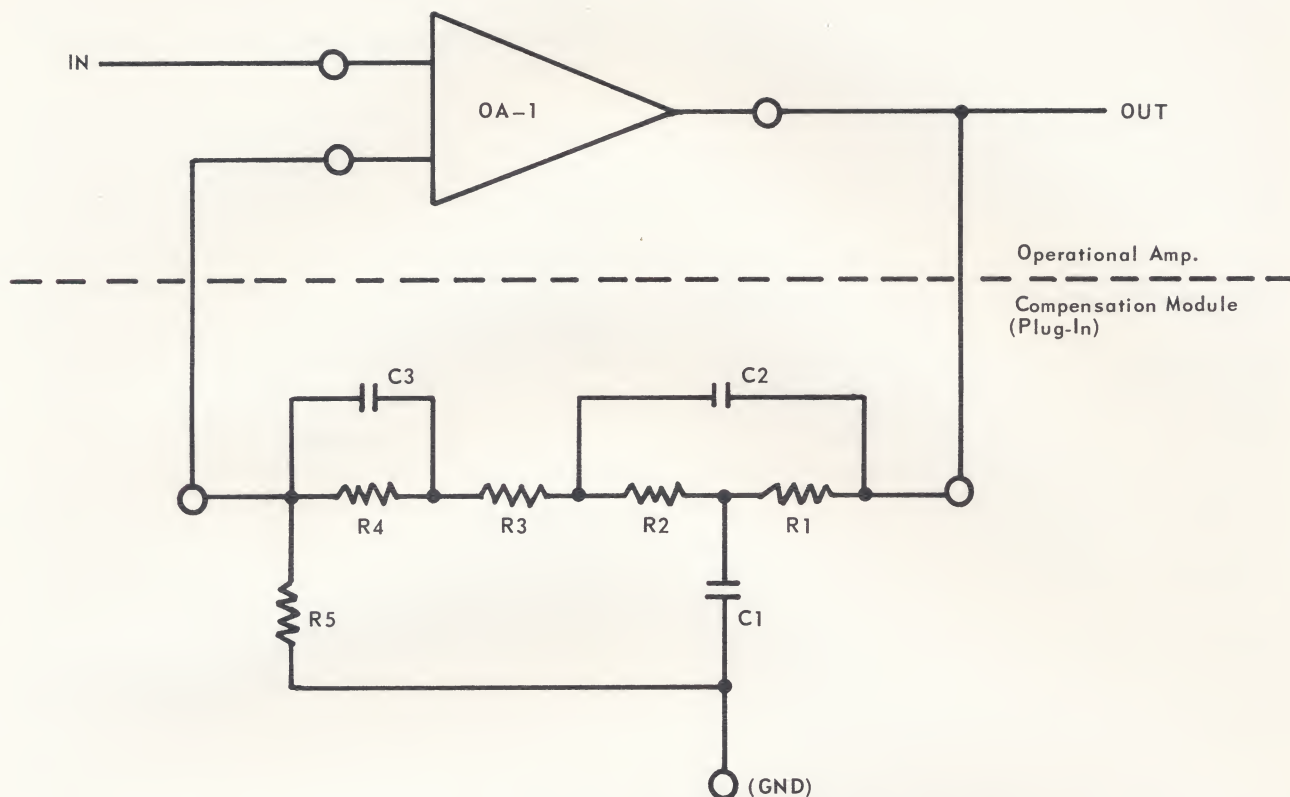 IN
OA-1
OUT
Operational Amp.
Compensation Module
(Plug-In)
C3
C2
R4
R3
R2
R1
R5
C1
(GND)